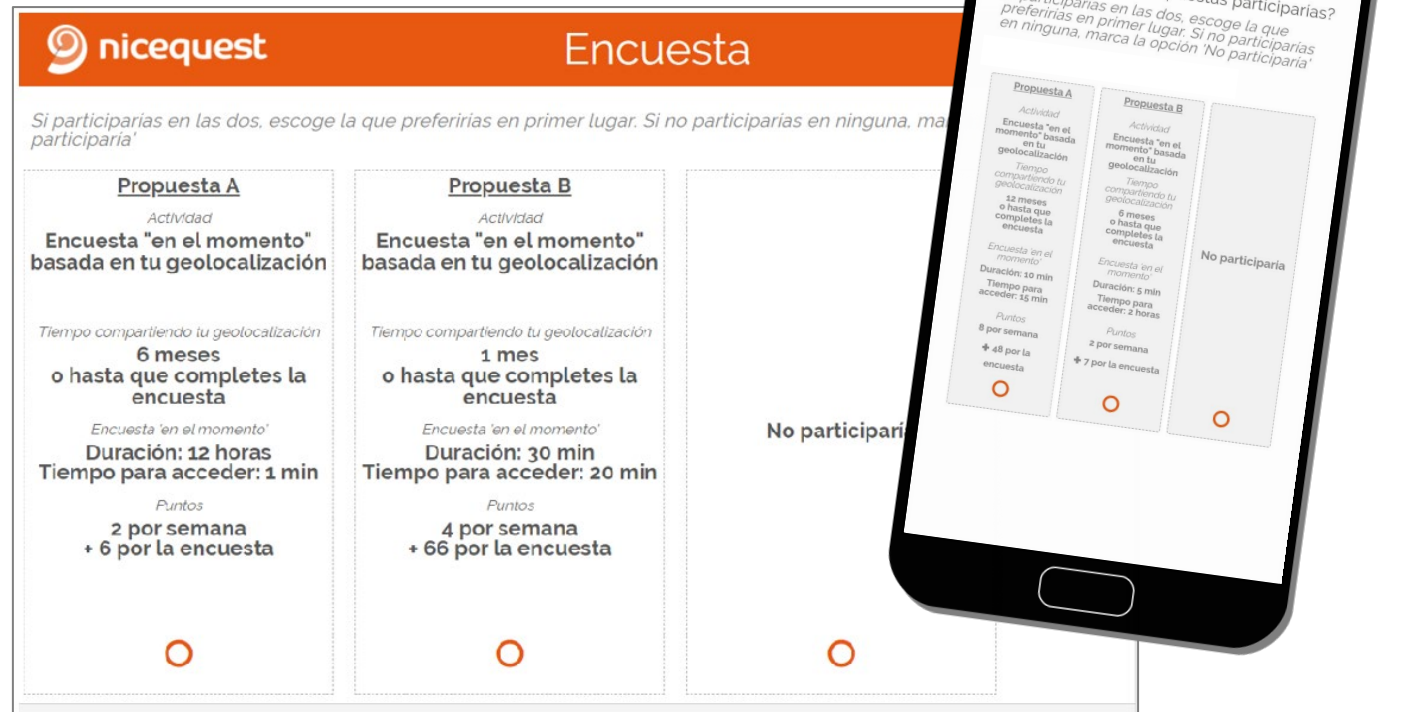 nicequest
Encuesta
Si participarias en las dos, escoge la que preferirias en primer lugar. Si no participarias en ninguna,
participaria'
Propuesta A
Actividad
Encuesta "en el momento"
basada en tu geolocalización
Tiempo compartiendo tu geolocalización
6 meses
o hasta que completes la
encuesta
Encuesta 'en el momento'
Duración: 12 horas
Tiempo para acceder: 1 min
Puntos
2 por semana
+ 6 por la encuesta
Propuesta B
Actividad
Encuesta "en el momento"
basada en tu geolocalización
Tiempo compartiendo tu geolocalización
1 mes
o hasta que completes la
encuesta
Encuesta 'en el momento'
Duración: 30 min
Tiempo para acceder: 20 min
Puntos
4 por semana
+ 66 por la encuesta
No participarí
participarias?
participarias en las dos, escoge la que
preferirias en primer lugar. Si no participarias
en ninguna, marca la opción 'No participaria'
Propuesta A
Actividad
Encuesta "en el
momento" basada
en tu
geolocalización
Tiempo
compartiendo tu
geolocalización
12 meses
o hasta que
completes la
encuesta
Encuesta 'en el
momento'
Duración: 10 min
Tiempo para
acceder: 15 min
Puntos
8 por semana
+ 48 por la
encuesta
Propuesta B
Actividad
Encuesta "en el
momento" basada
en tu
geolocalización
Tiempo
compartiendo tu
geolocalización
6 meses
o hasta que
completes la
encuesta
Encuesta 'en el
momento'
Duración: 5 min
Tiempo para
acceder: 2 horas
Puntos
2 por semana
+ 7 por la encuesta
No participaria